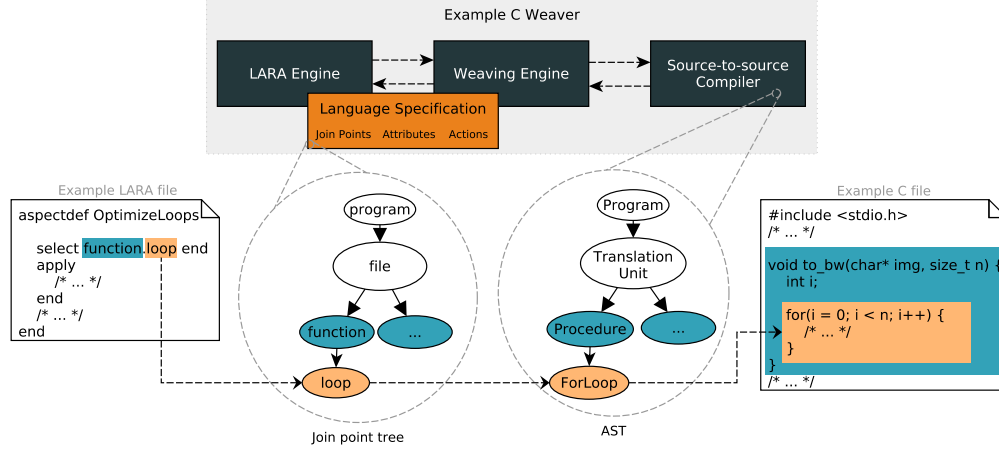 Example C Weaver
LARA Engine
Weaving Engine
Source-to-source
Compiler
Language Specification
Join Points Attributes Actions
Example LARA file
aspectdef OptimizeLoops
select function.loop end
apply
/* ... */
end
/* ... */
end
program
file
function
...
loop
Join point tree
Program
Translation
Unit
Procedure
...
ForLoop
AST
Example C file
#include <stdio.h>
/* ... */
void to_bw(char* img, size_t n) {
int i;
for(i = 0; i < n; i++) {
/* ... */
}
}
/* ... */